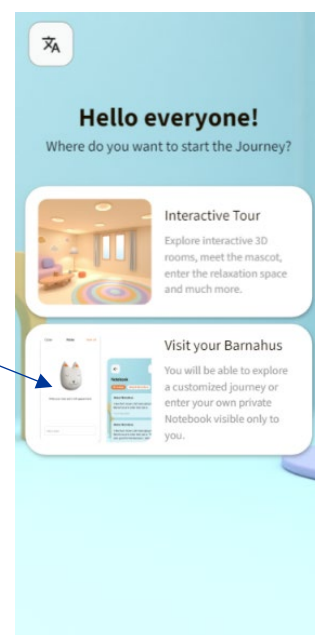 Hello everyone!
Where do you want to start the Journey?
Interactive Tour
Explore interactive 3D
rooms, meet the mascot,
enter the relaxation space
and much more.
Visit your Barnahus
You will be able to explore
a customized journey or
enter your own private
Notebook visible only to
you.
Notebook